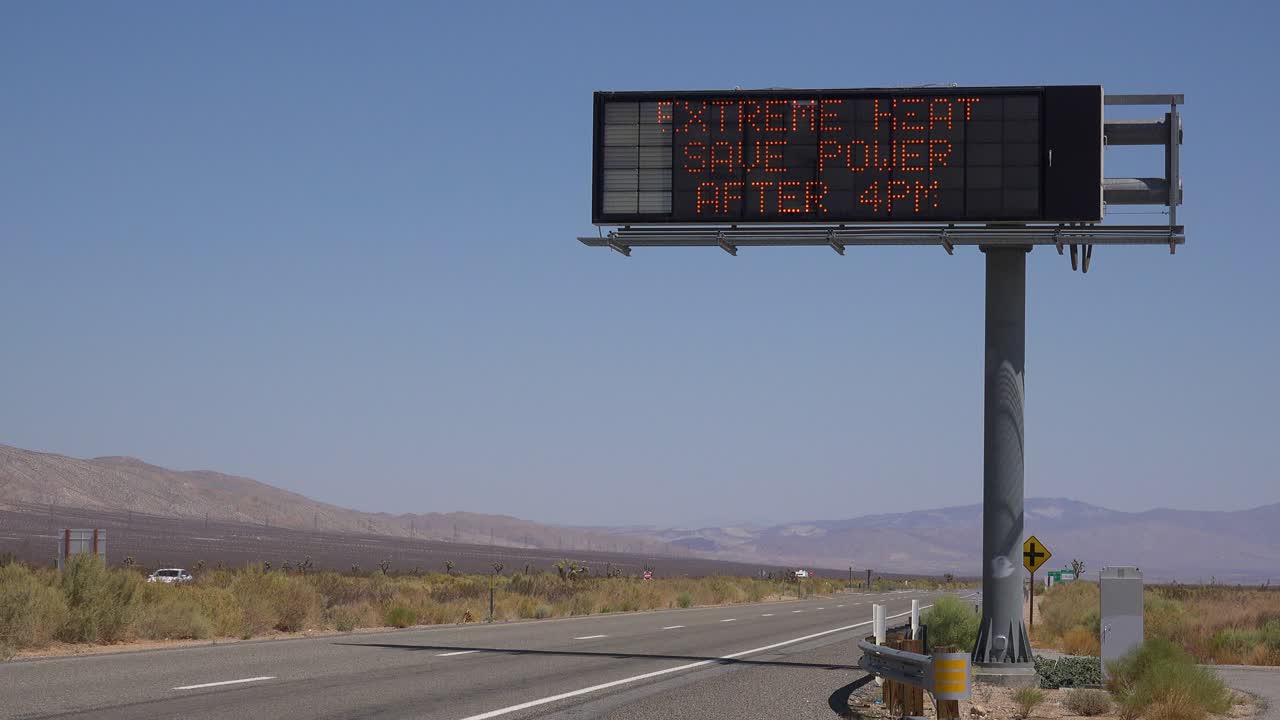 EXTREME HEAT
SAVE POWER
AFTER 4PM